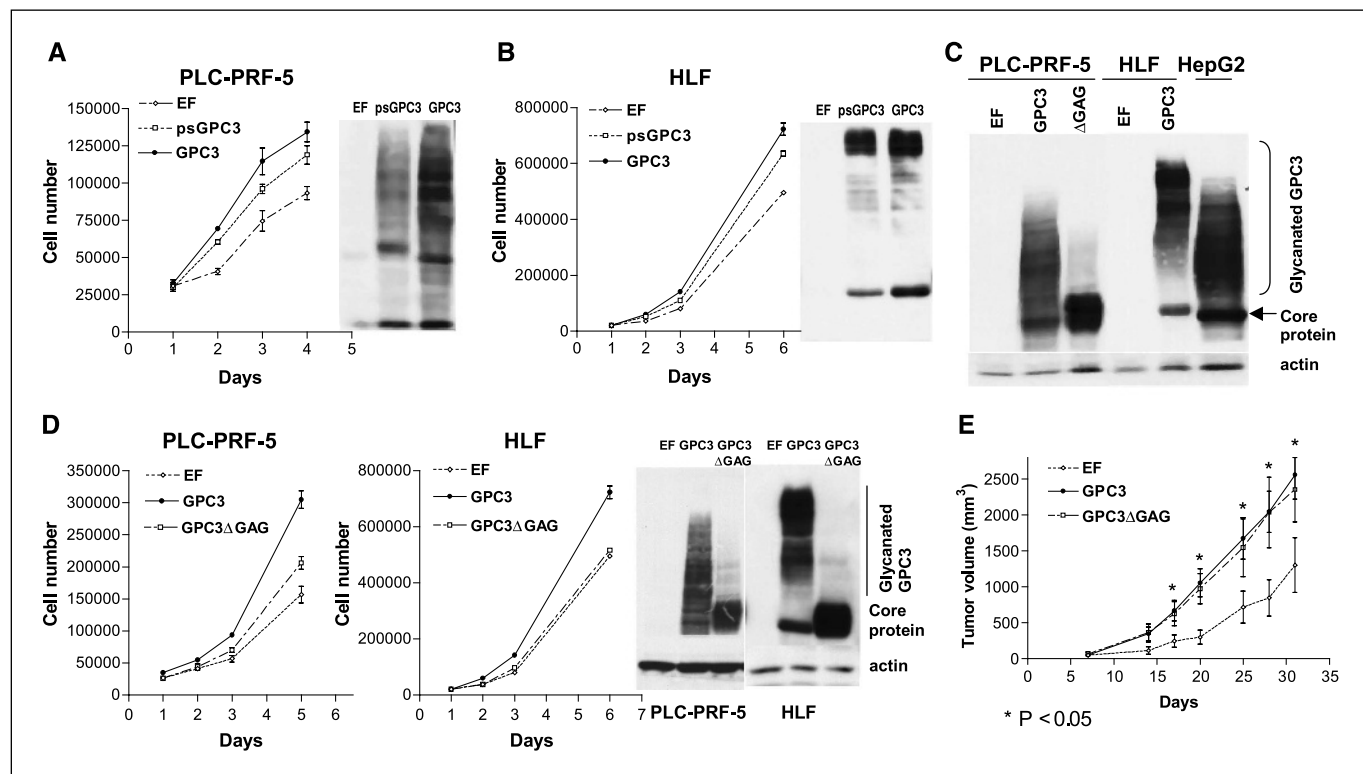 A
PLC-PRF-5
EF
psGPC3
GPC3
Cell number
150000
125000
100000
75000
50000
25000
0
0 1 2 3 4 5
Days
EF psGPC3 GPC3
B
HLF
EF
psGPC3
GPC3
Cell number
800000
600000
400000
200000
0
0 1 2 3 4 5 6
Days
EF psGPC3 GPC3
C
PLC-PRF-5 HLF HepG2
EF GPC3 ΔGAG EF GPC3
Glycanated GPC3
Core
protein
actin
D
PLC-PRF-5
EF
GPC3
GPC3ΔGAG
Cell number
350000
300000
250000
200000
150000
100000
50000
0
0 1 2 3 4 5 6
Days
HLF
EF
GPC3
GPC3ΔGAG
Cell number
800000
600000
400000
200000
0
0 1 2 3 4 5 6 7
Days
EF GPC3 GPC3
ΔGAG
EF GPC3 GPC3
ΔGAG
Glycanated
GPC3
Core
protein
actin
PLC-PRF-5 HLF
E
EF
GPC3
GPC3ΔGAG
Tumor volume (mm³)
2500
2000
1500
1000
500
0
* * * * *
0 5 10 15 20 25 30 35
Days
* P <0.05